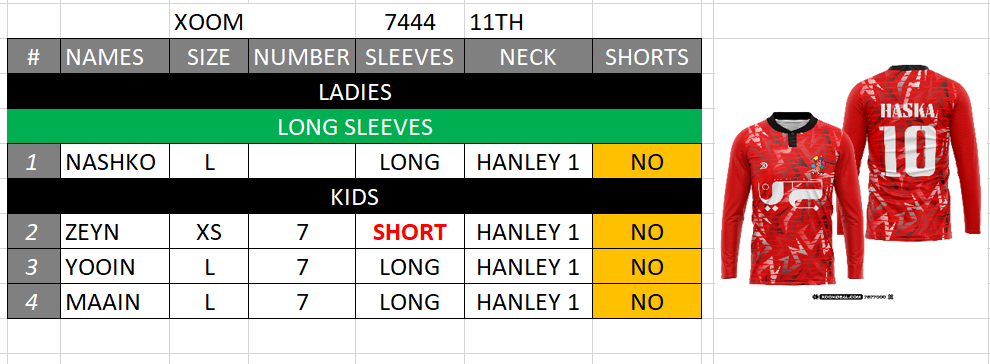 XOOM 7444 11TH
# NAMES SIZE NUMBER SLEEVES NECK SHORTS
LADIES
LONG SLEEVES
1 NASHKO L LONG HANLEY 1 NO
KIDS
2 ZEYN XS 7 SHORT HANLEY 1 NO
3 YOOIN L 7 LONG HANLEY 1 NO
4 MAAIN L 7 LONG HANLEY 1 NO
HASKA
10